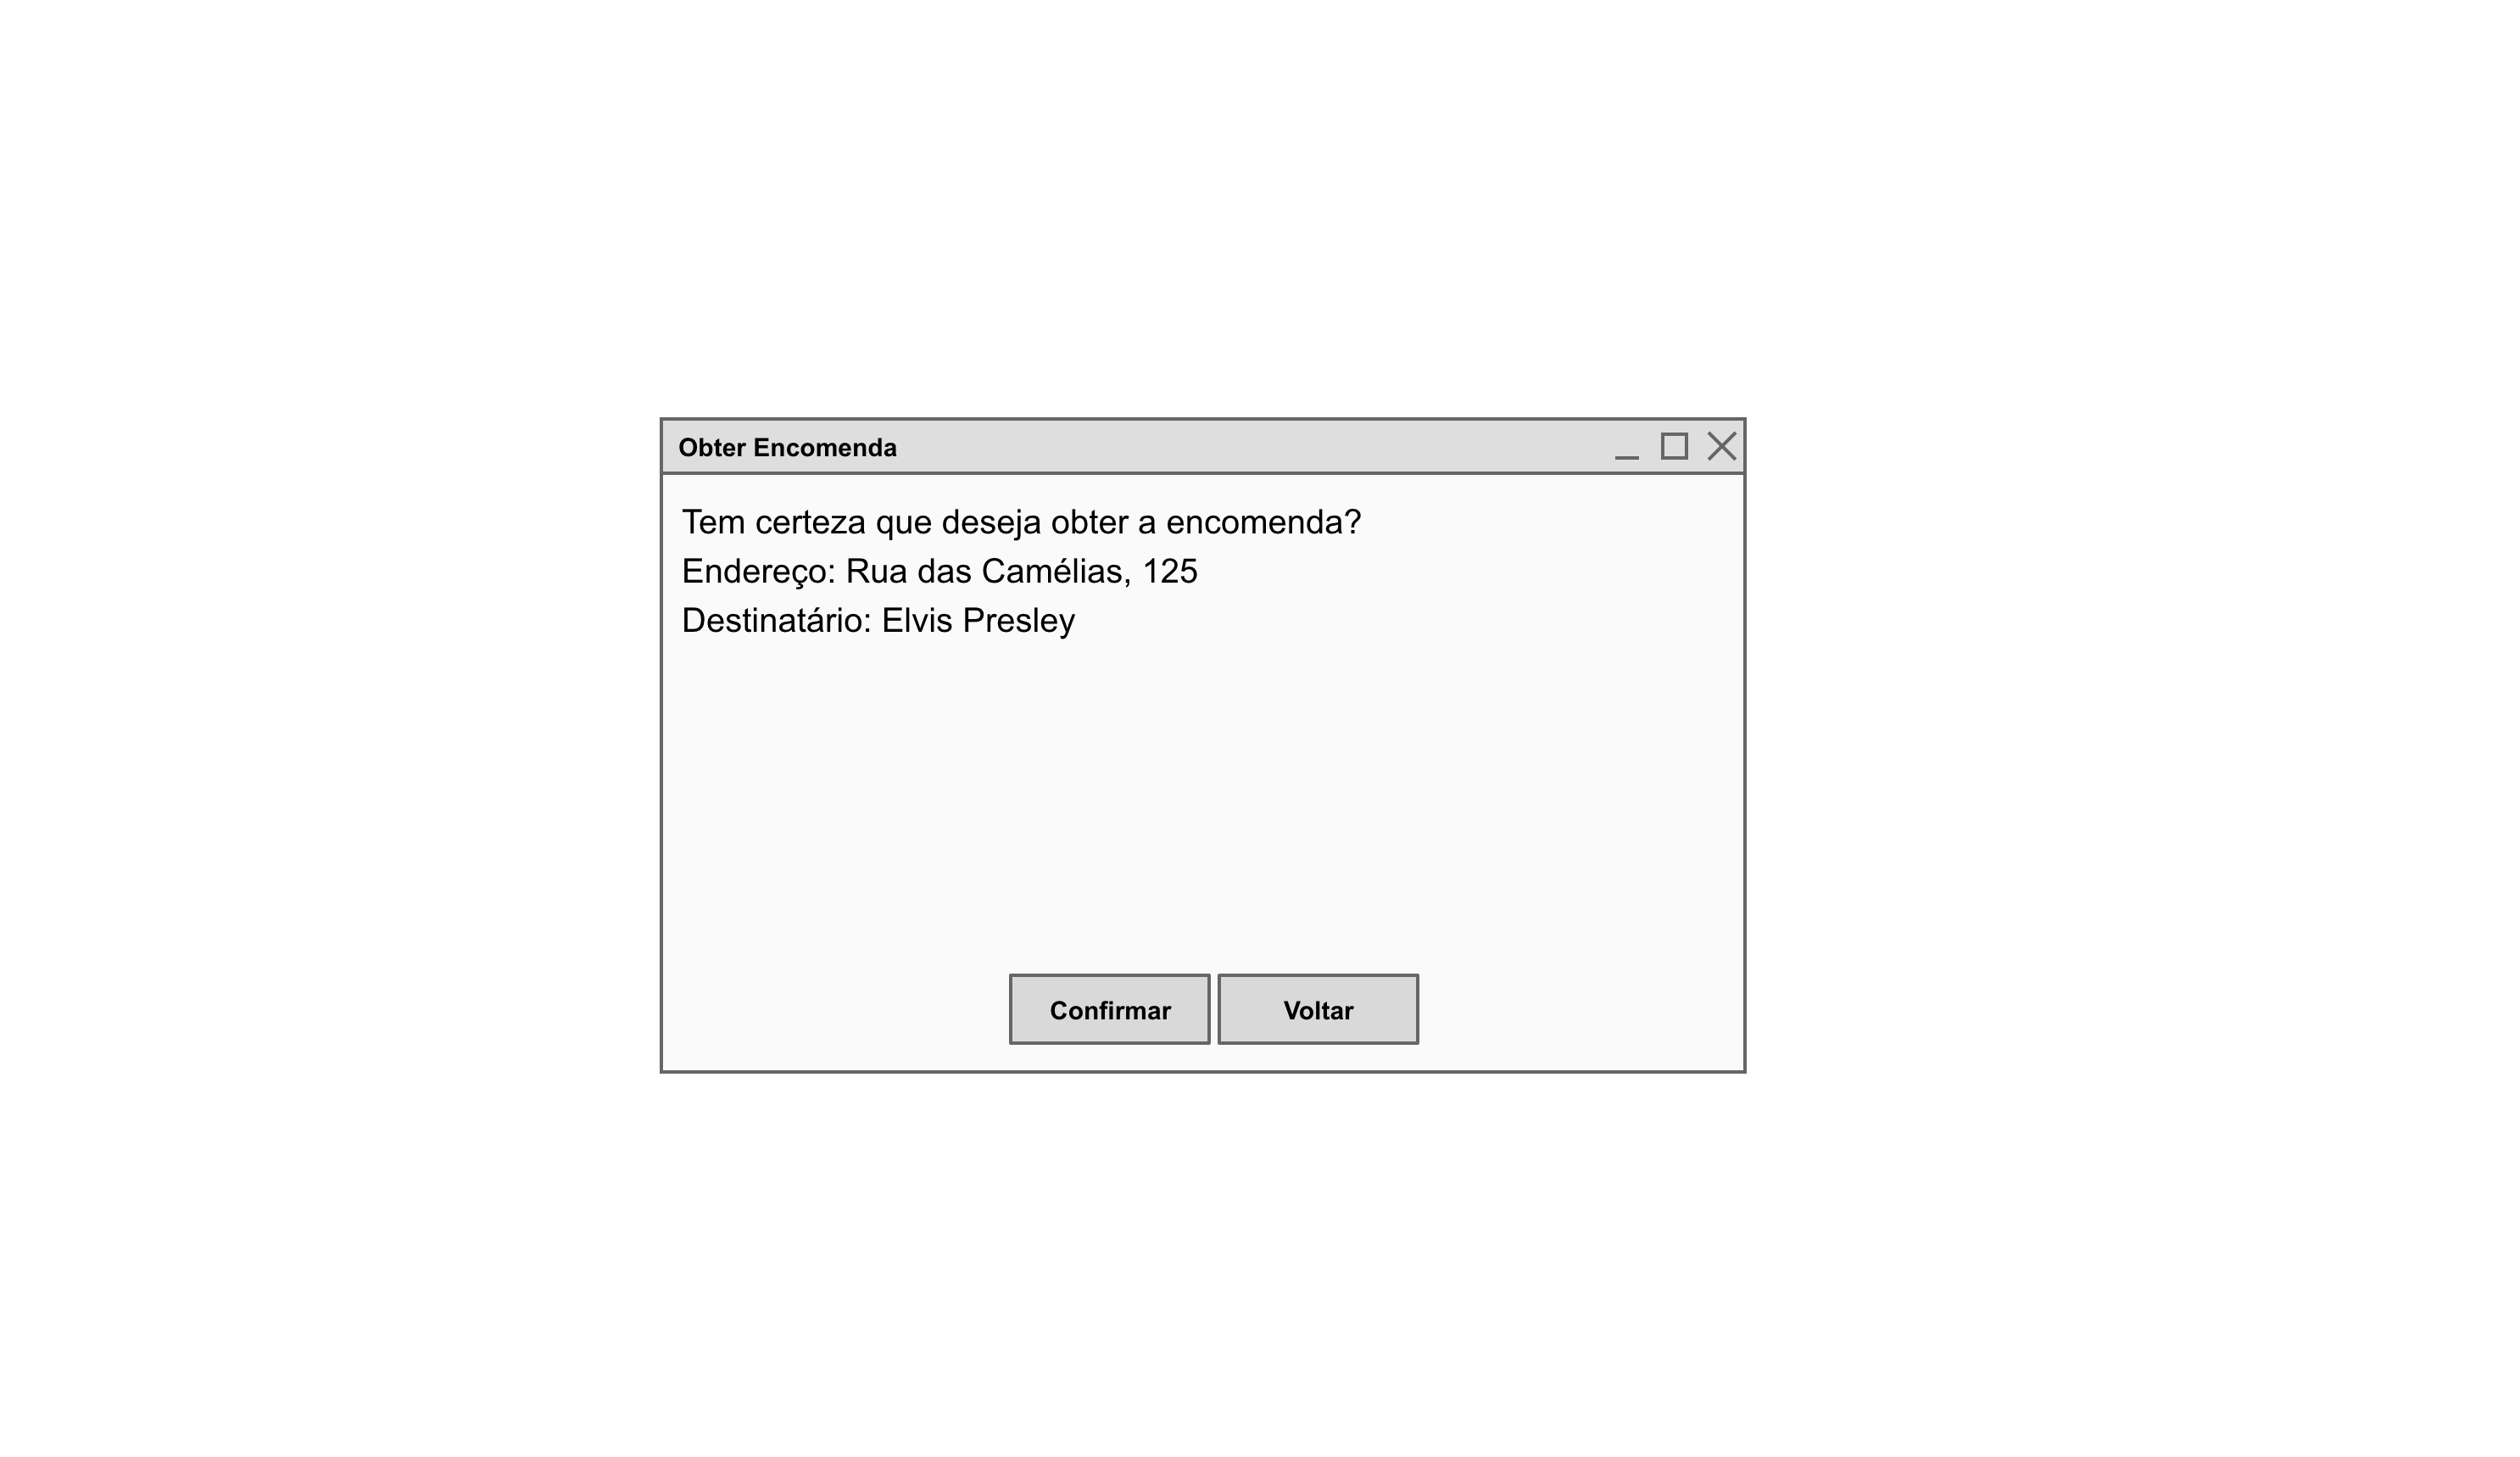 Obter Encomenda
Tem certeza que deseja obter a encomenda?
Endereço: Rua das Camélias, 125
Destinatário: Elvis Presley
Confirmar
Voltar